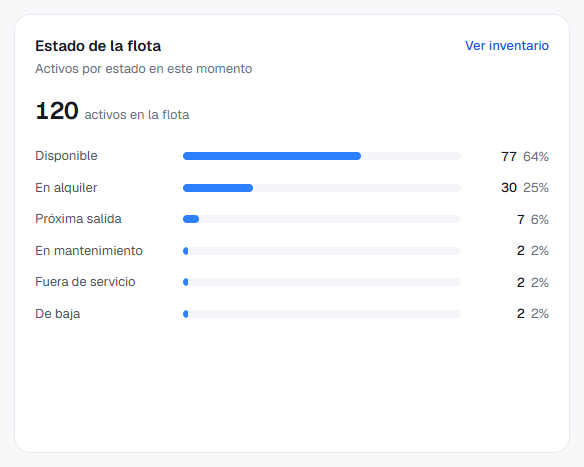 Estado de la flota
Ver inventario
Activos por estado en este momento
120 activos en la flota
Disponible 77 64%
En alquiler 30 25%
Próxima salida 7 6%
En mantenimiento 2 2%
Fuera de servicio 2 2%
De baja 2 2%